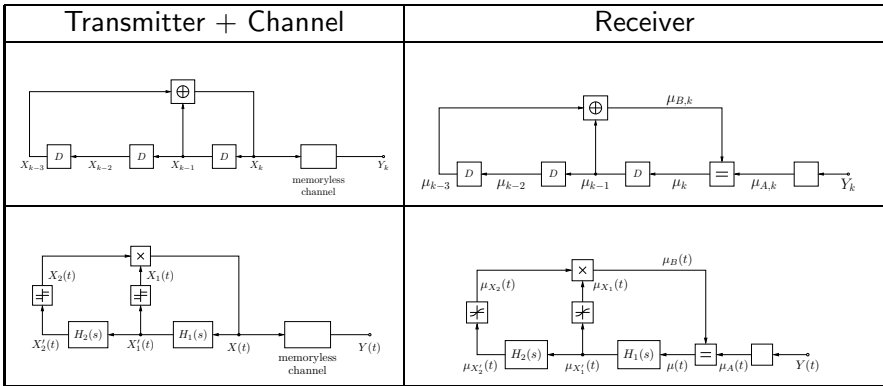 Transmitter + Channel
Receiver
X_{k-3} D X_{k-2} D X_{k-1} D X_k Y_k
memoryless
channel
μ_{B,k}
μ_{k-3} D μ_{k-2} D μ_{k-1} D μ_k = μ_{A,k} Y_k
X_2(t) × X_1(t)
X'_2(t) H_2(s) X'_1(t) H_1(s) X(t) Y(t)
memoryless
channel
μ_B(t)
μ_{X_2}(t) × μ_{X_1}(t)
μ_{X'_2}(t) H_2(s) μ_{X'_1}(t) H_1(s) μ(t) = μ_A(t) Y(t)